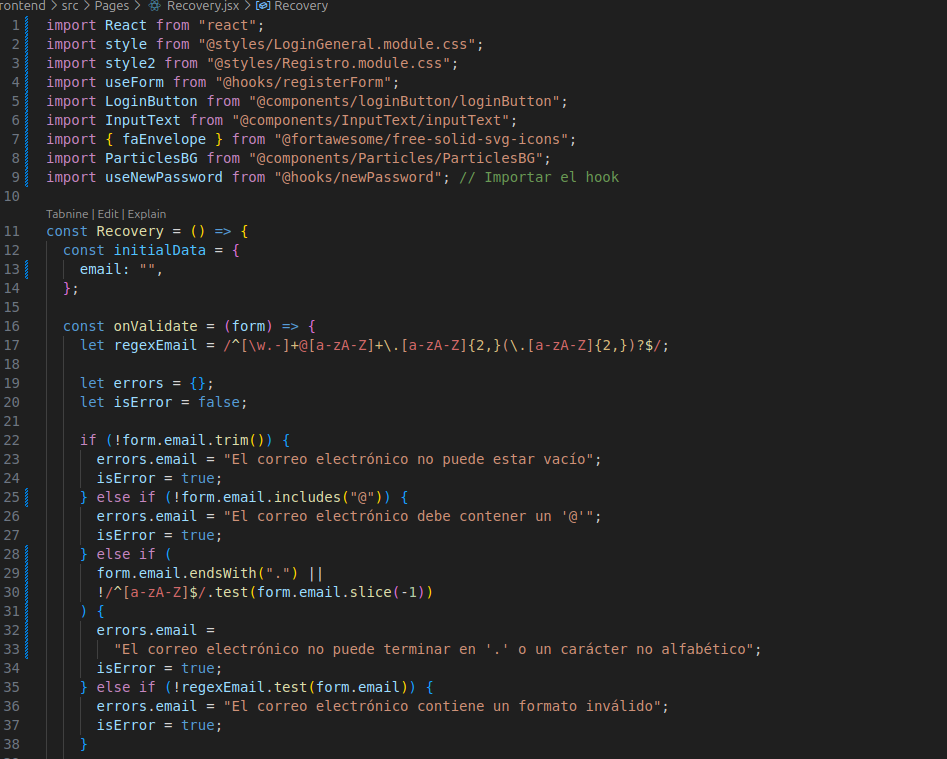 rontend > src > Pages > Recovery.jsx > Recovery
1 import React from "react";
2 import style from "@styles/LoginGeneral.module.css";
3 import style2 from "@styles/Registro.module.css";
4 import useForm from "@hooks/registerForm";
5 import LoginButton from "@components/loginButton/loginButton";
6 import InputText from "@components/InputText/inputText";
7 import { faEnvelope } from "@fortawesome/free-solid-svg-icons";
8 import ParticlesBG from "@components/Particles/ParticlesBG";
9 import useNewPassword from "@hooks/newPassword"; // Importar el hook
10
Tabnine | Edit | Explain
11 const Recovery = () => {
12 const initialData = {
13 email: "",
14 };
15
16 const onValidate = (form) => {
17 let regexEmail = /^[\w.-]+@[a-zA-Z]+\.[a-zA-Z]{2,}(\.[a-zA-Z]{2,})?$/;
18
19 let errors = {};
20 let isError = false;
21
22 if (!form.email.trim()) {
23 errors.email = "El correo electrónico no puede estar vacío";
24 isError = true;
25 } else if (!form.email.includes("@")) {
26 errors.email = "El correo electrónico debe contener un '@'";
27 isError = true;
28 } else if (
29 form.email.endsWith(".") ||
30 !/^[a-zA-Z]$/.test(form.email.slice(-1))
31 ) {
32 errors.email =
33 "El correo electrónico no puede terminar en '.' o un carácter no alfabético";
34 isError = true;
35 } else if (!regexEmail.test(form.email)) {
36 errors.email = "El correo electrónico contiene un formato inválido";
37 isError = true;
38 }